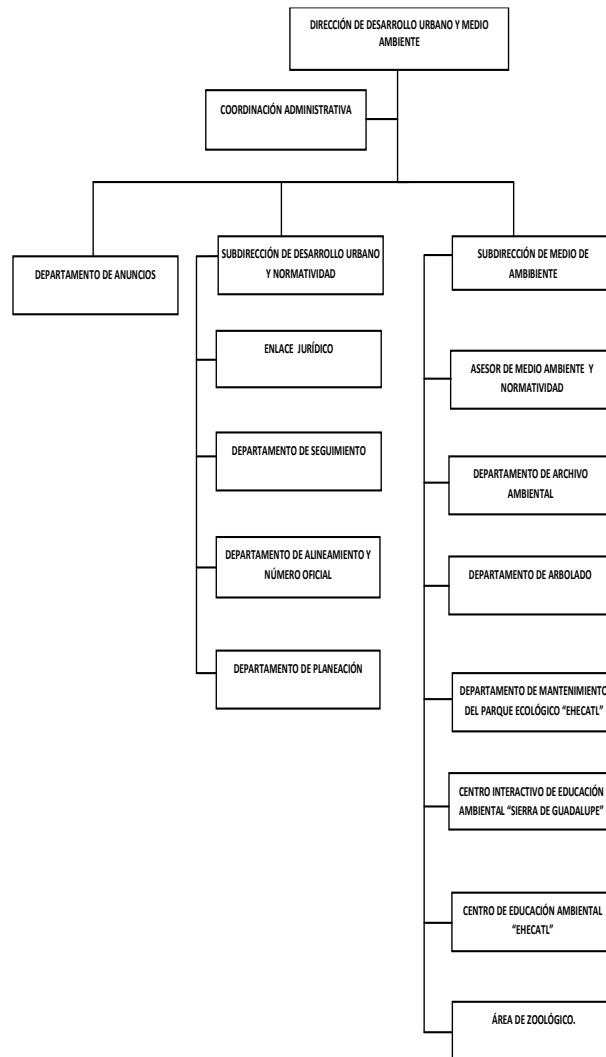 DIRECCIÓN DE DESARROLLO URBANO Y MEDIO
AMBIENTE
COORDINACIÓN ADMINISTRATIVA
DEPARTAMENTO DE ANUNCIOS
SUBDIRECCIÓN DE DESARROLLO URBANO
Y NORMATIVIDAD
ENLACE JURÍDICO
DEPARTAMENTO DE SEGUIMIENTO
DEPARTAMENTO DE ALINEAMIENTO Y
NÚMERO OFICIAL
DEPARTAMENTO DE PLANEACIÓN
SUBDIRECCIÓN DE MEDIO DE
AMBIBIENTE
ASESOR DE MEDIO AMBIENTE Y
NORMATIVIDAD
DEPARTAMENTO DE ARCHIVO
AMBIENTAL
DEPARTAMENTO DE ARBOLADO
DEPARTAMENTO DE MANTENIMIENTO
DEL PARQUE ECOLÓGICO “EHECATL”
CENTRO INTERACTIVO DE EDUCACIÓN
AMBIENTAL “SIERRA DE GUADALUPE”
CENTRO DE EDUCACIÓN AMBIENTAL
“EHECATL”
ÁREA DE ZOOLÓGICO.